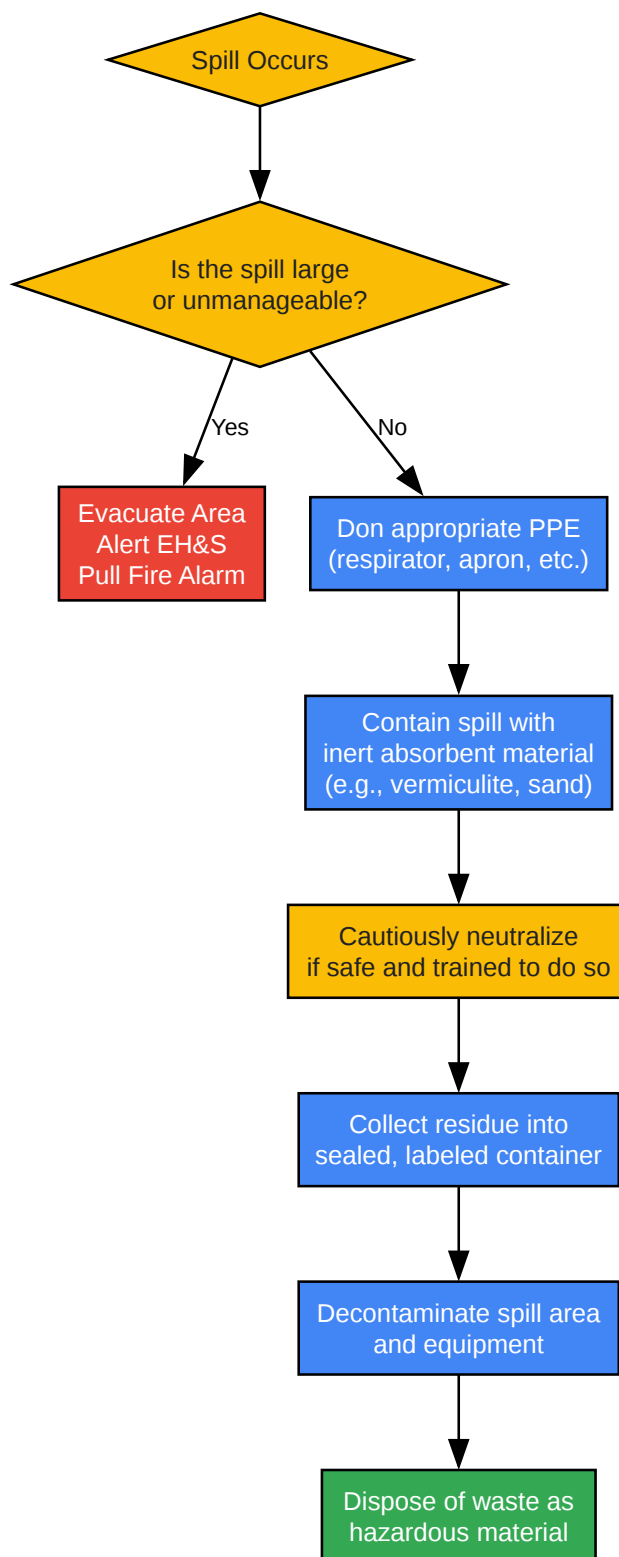 Spill Occurs
Is the spill large
or unmanageable?
Yes
No
Evacuate Area
Alert EH&S
Pull Fire Alarm
Don appropriate PPE
(respirator, apron, etc.)
Contain spill with
inert absorbent material
(e.g., vermiculite, sand)
Cautiously neutralize
if safe and trained to do so
Collect residue into
sealed, labeled container
Decontaminate spill area
and equipment
Dispose of waste as
hazardous material